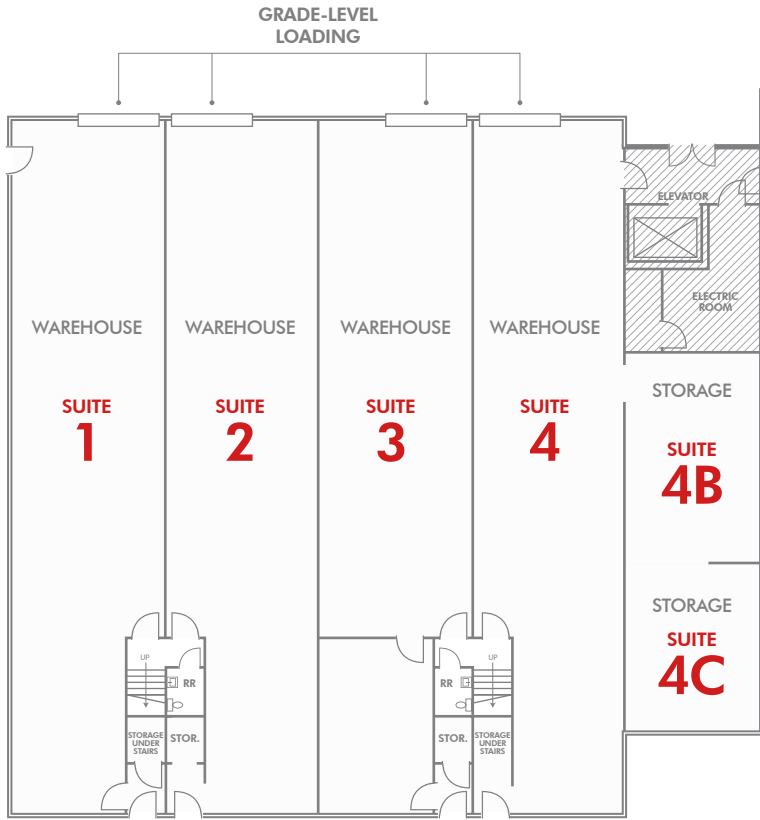 GRADE-LEVEL
LOADING
ELEVATOR
ELECTRIC
ROOM
WAREHOUSE
WAREHOUSE
WAREHOUSE
WAREHOUSE
SUITE
1
SUITE
2
SUITE
3
SUITE
4
STORAGE
SUITE
4B
STORAGE
SUITE
4C
UP
RR
STORAGE
UNDER
STAIRS
STOR.
UP
RR
STOR.
STORAGE
UNDER
STAIRS